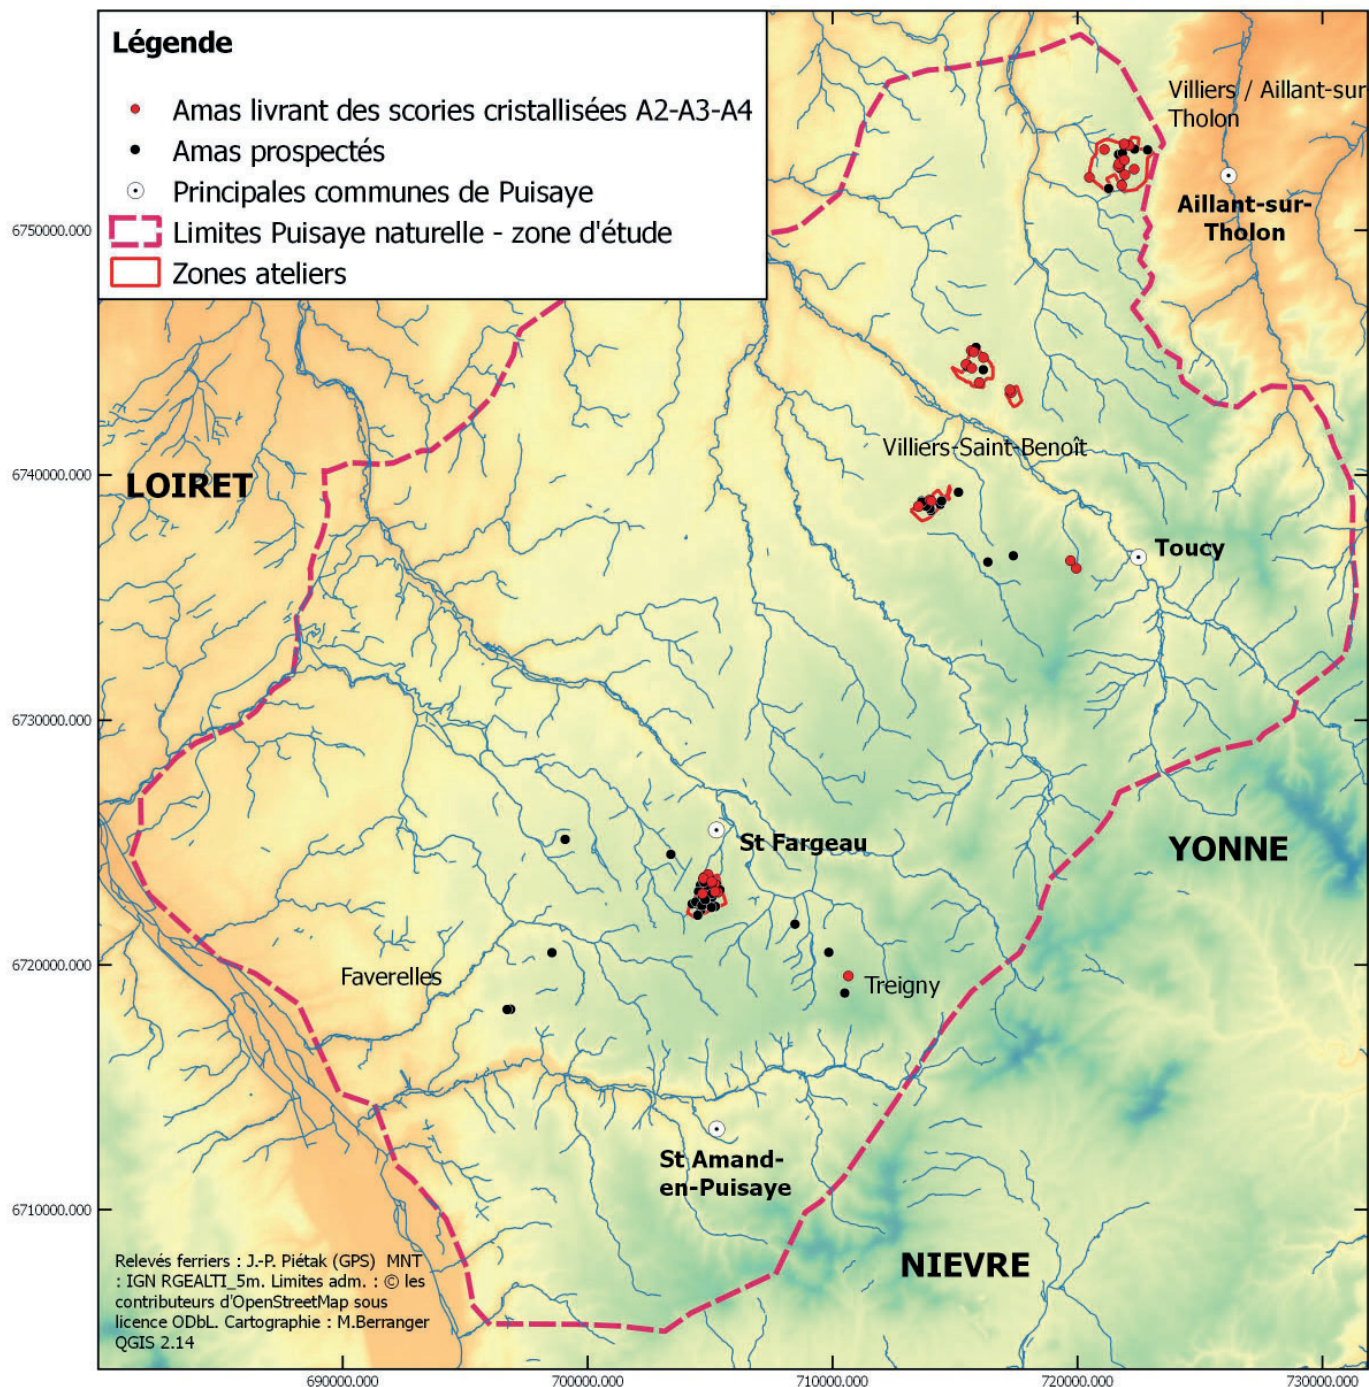 Légende
Amas livrant des scories cristallisées A2-A3-A4
Amas prospectés
Principales communes de Puisaye
Limites Puisaye naturelle - zone d'étude
Zones ateliers
Villiers / Aillant-sur
Tholon
Aillant-sur-
Tholon
6750000.000
Villiers-Saint-Benoît
6740000.000
LOIRET
Toucy
6730000.000
St Fargeau
YONNE
6720000.000
Faverelles
Treigny
St Amand-
en-Puisaye
6710000.000
NIEVRE
Relevés ferriers : J.-P. Piétak (GPS) MNT
: IGN RGEALTI_5m. Limites adm. : © les
contributeurs d'OpenStreetMap sous
licence ODbL. Cartographie : M.Berranger
QGIS 2.14
690000.000 700000.000 710000.000 720000.000 730000.000